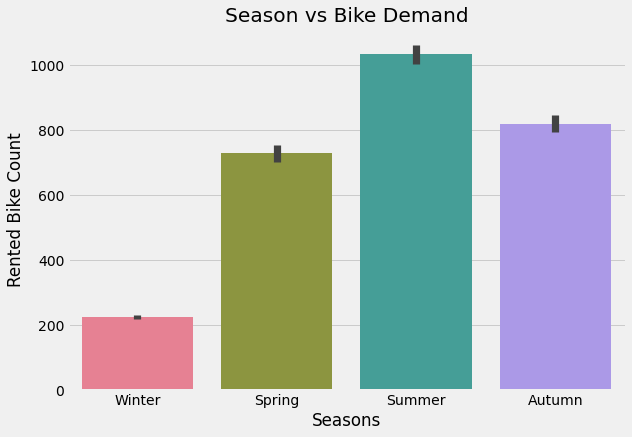 Season vs Bike Demand
Rented Bike Count
1000
800
600
400
200
0
Winter Spring Summer Autumn
Seasons